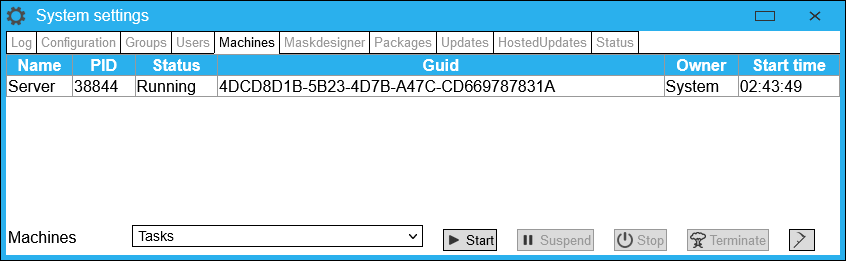 System settings
Log Configuration Groups Users Machines Maskdesigner Packages Updates HostedUpdates Status
Name PID Status Guid Owner Start time
Server 38844 Running 4DCD8D1B-5B23-4D7B-A47C-CD669787831A System 02:43:49
Machines Tasks Start Suspend Stop Terminate